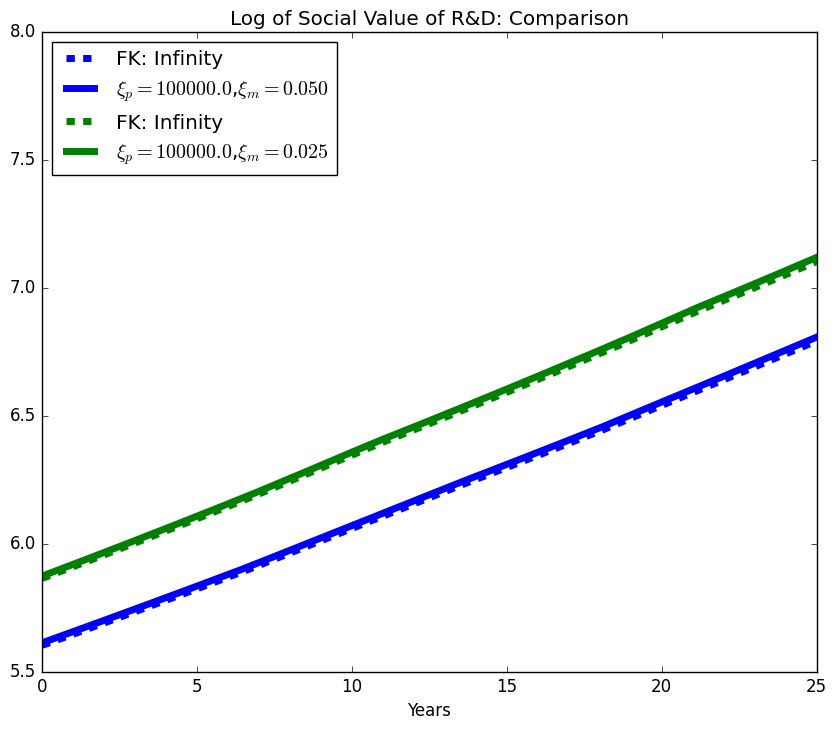 Log of Social Value of R&D: Comparison
8.0
FK: Infinity
ξp = 100000.0,ξm = 0.050
FK: Infinity
ξp = 100000.0,ξm = 0.025
7.5
7.0
6.5
6.0
5.5
0 5 10 15 20 25
Years